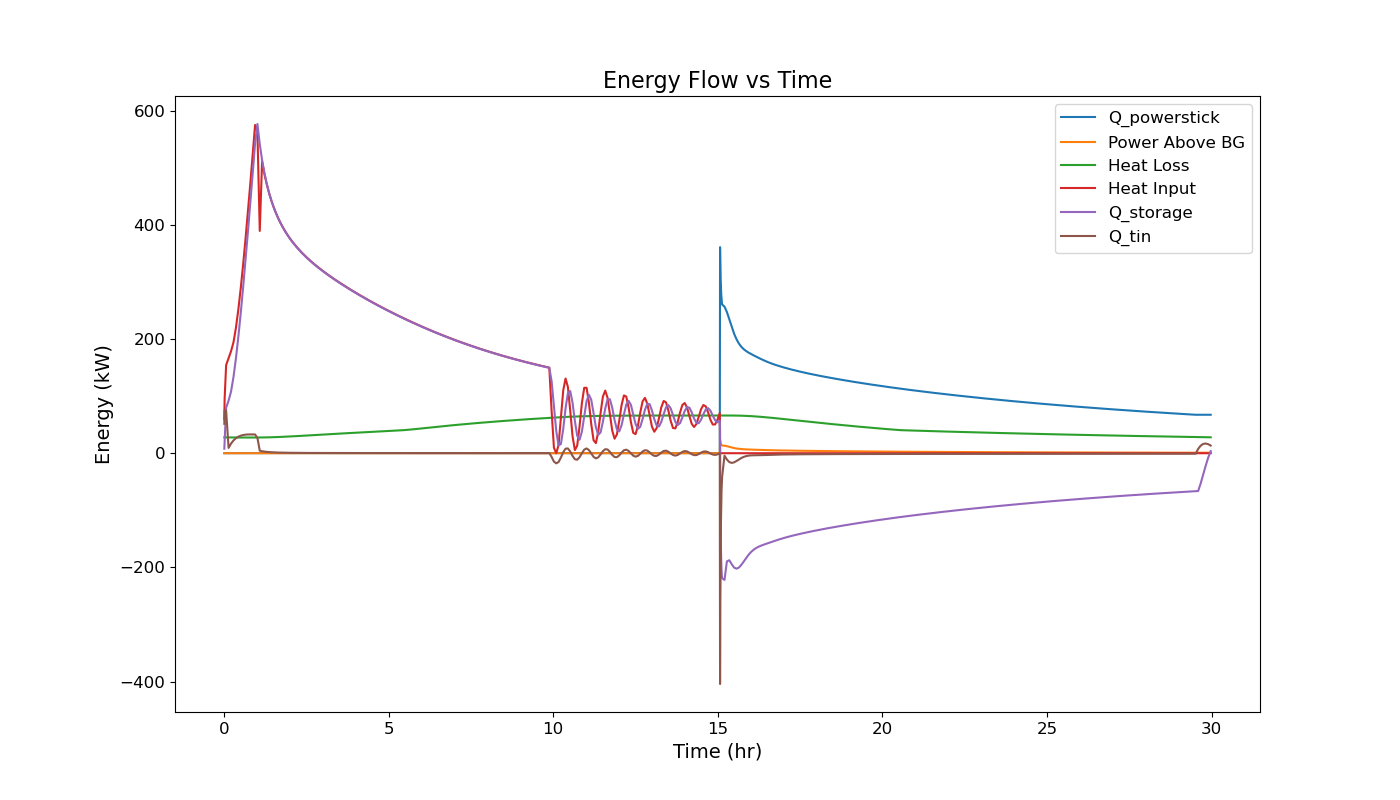 Energy Flow vs Time
Energy (kW)
600
400
200
0
−200
−400
Q_powerstick
Power Above BG
Heat Loss
Heat Input
Q_storage
Q_tin
0 5 10 15 20 25 30
Time (hr)